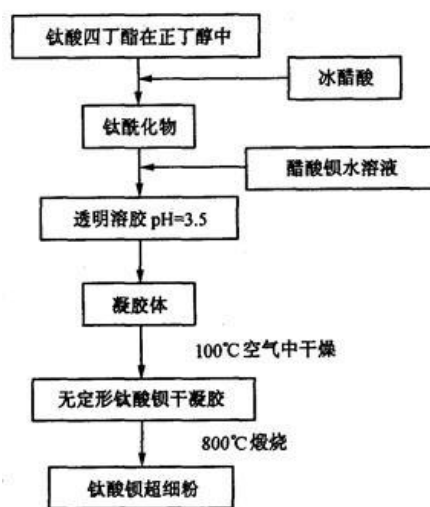 钛酸四丁酯在正丁醇中
冰醋酸
钛酰化物
醋酸钡水溶液
透明溶胶 pH=3.5
凝胶体
100℃ 空气中干燥
无定形钛酸钡干凝胶
800℃ 煅烧
钛酸钡超细粉